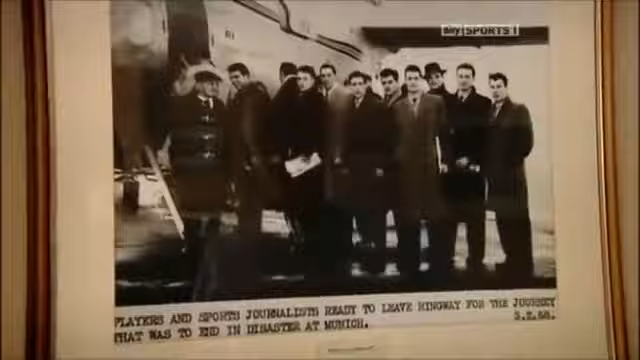 sky SPORTS 1
PLAYERS AND SPORTS JOURNALISTS READY TO LEAVE RINGWAY FOR THE JOURNEY
THAT WAS TO END IN DISASTER AT MUNICH. 3.2.58.